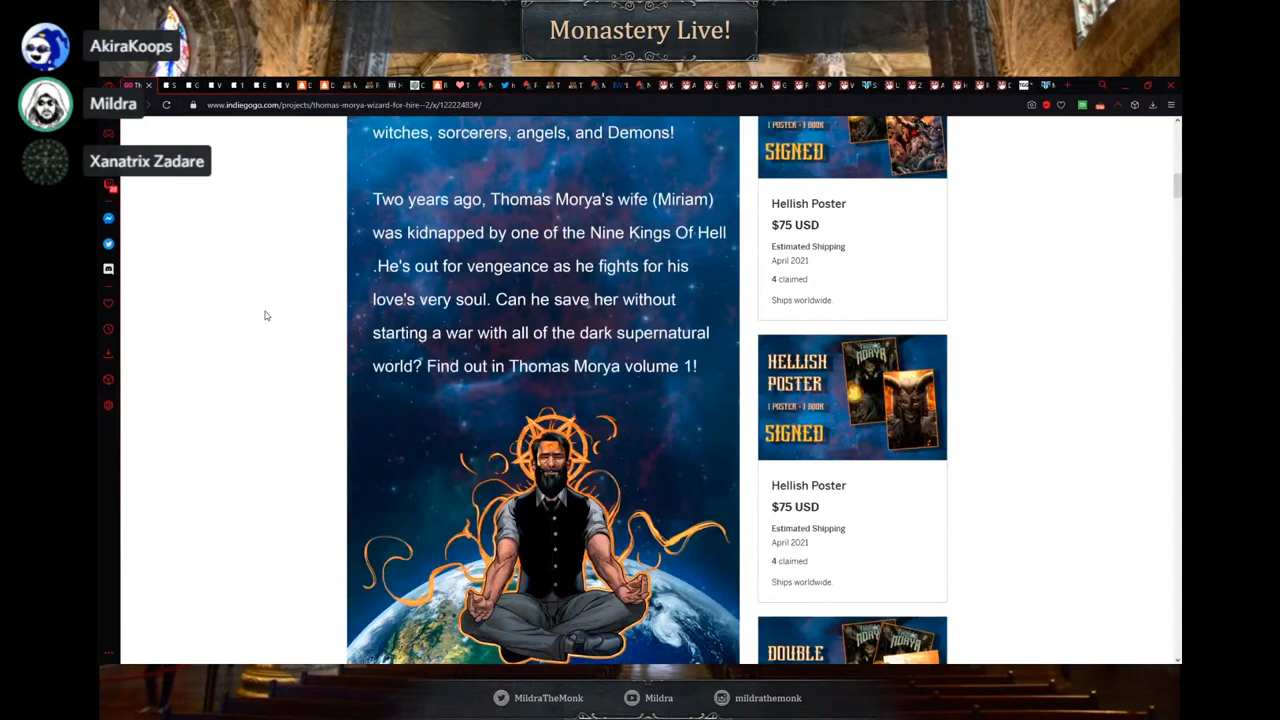 Monastery Live!
AkiraKoops
Mildra
Xanatrix Zadare
www.indiegogo.com/projects/thomas-morya-wizard-for-hire--2/x/12222483#/
witches, sorcerers, angels, and Demons!
Two years ago, Thomas Morya's wife (Miriam)
was kidnapped by one of the Nine Kings Of Hell
.He's out for vengeance as he fights for his
love's very soul. Can he save her without
starting a war with all of the dark supernatural
world? Find out in Thomas Morya volume 1!
1 POSTER - 1 BOOK
SIGNED
Hellish Poster
$75 USD
Estimated Shipping
April 2021
4 claimed
Ships worldwide.
HELLISH
POSTER
1 POSTER - 1 BOOK
SIGNED
Hellish Poster
$75 USD
Estimated Shipping
April 2021
4 claimed
Ships worldwide.
DOUBLE
MildraTheMonk
Mildra
mildrathemonk